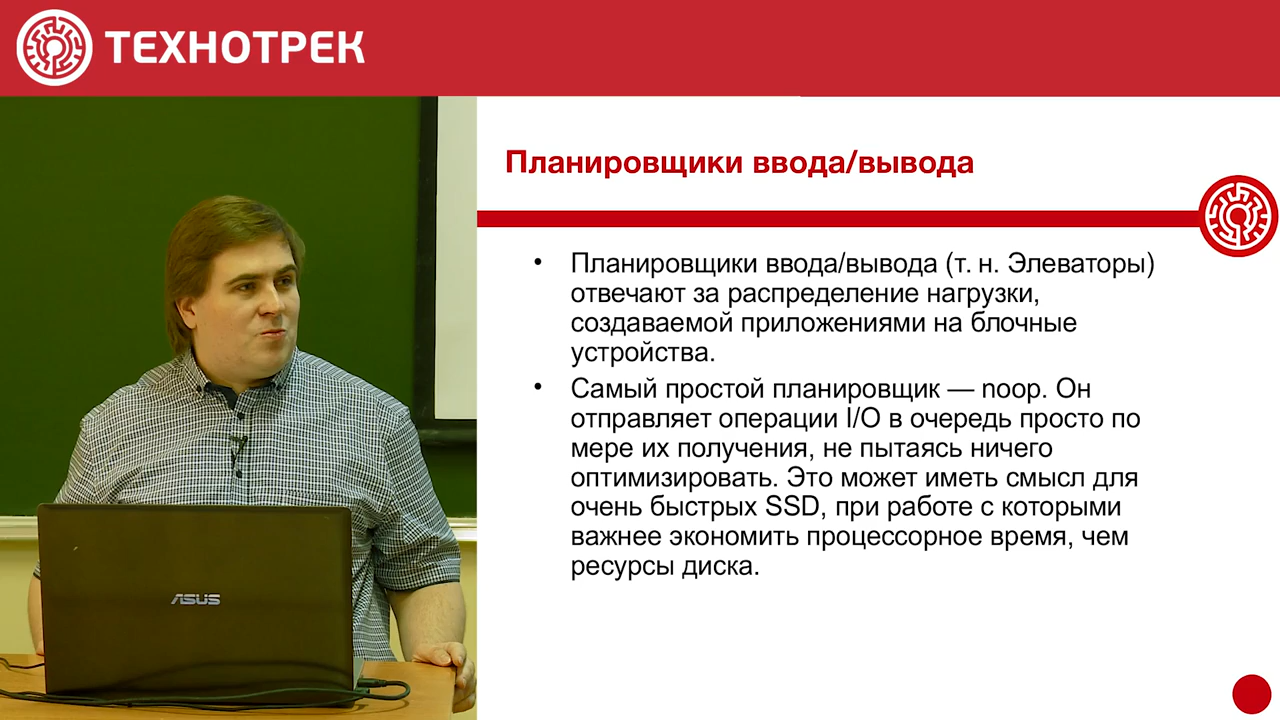 ТЕХНОТРЕК
Планировщики ввода/вывода
• Планировщики ввода/вывода (т. н. Элеваторы)
отвечают за распределение нагрузки,
создаваемой приложениями на блочные
устройства.
• Самый простой планировщик — noop. Он
отправляет операции I/O в очередь просто по
мере их получения, не пытаясь ничего
оптимизировать. Это может иметь смысл для
очень быстрых SSD, при работе с которыми
важнее экономить процессорное время, чем
ресурсы диска.
ASUS